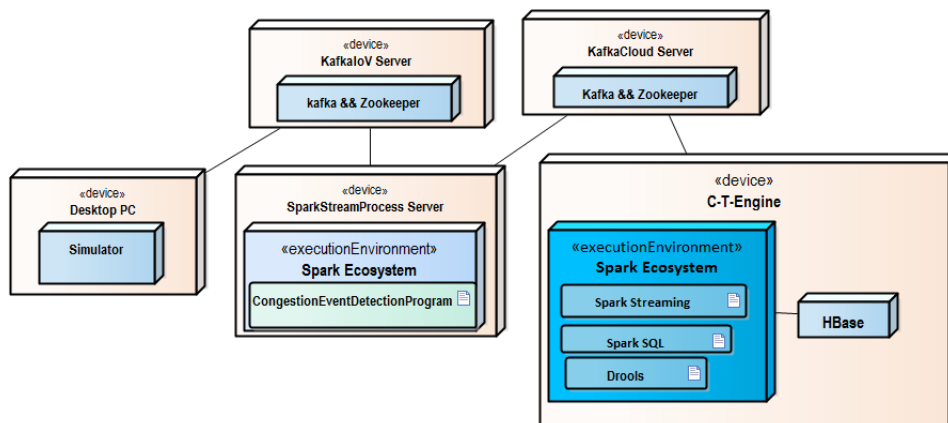 «device»
KafkaIoV Server
kafka && Zookeeper
«device»
KafkaCloud Server
Kafka && Zookeeper
«device»
Desktop PC
Simulator
«device»
SparkStreamProcess Server
«executionEnvironment»
Spark Ecosystem
CongestionEventDetectionProgram
«device»
C-T-Engine
«executionEnvironment»
Spark Ecosystem
Spark Streaming
Spark SQL
Drools
HBase